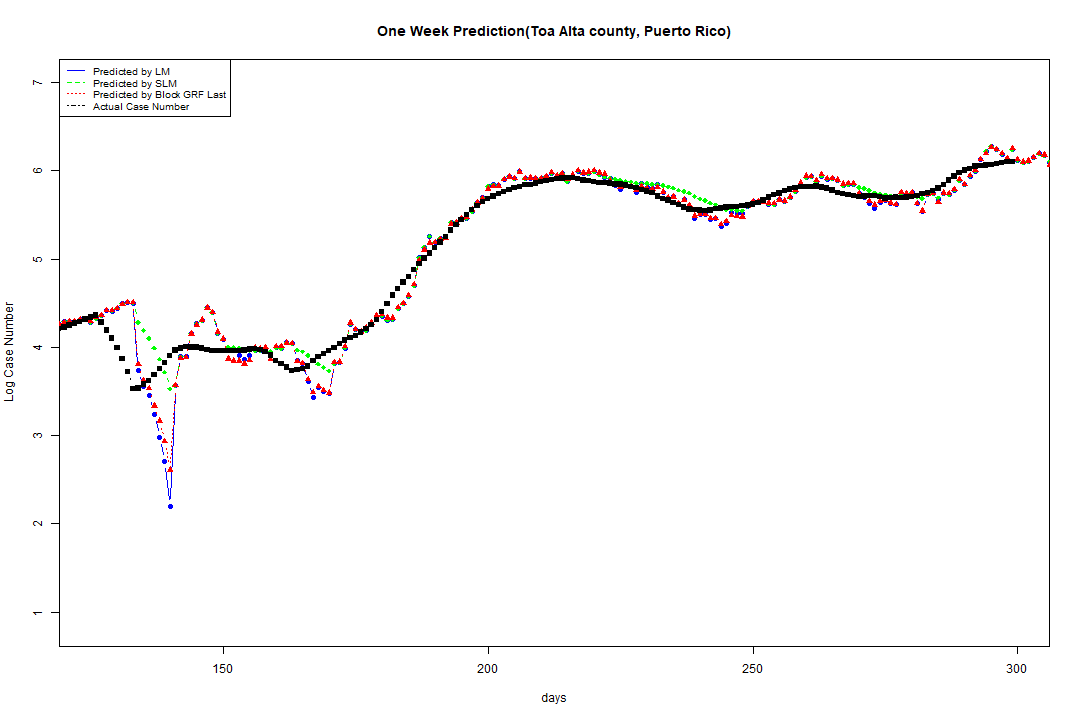 One Week Prediction(Toa Alta county, Puerto Rico)
Predicted by LM
Predicted by SLM
Predicted by Block GRF Last
Actual Case Number
7
6
5
4
3
2
1
Log Case Number
150
200
250
300
days